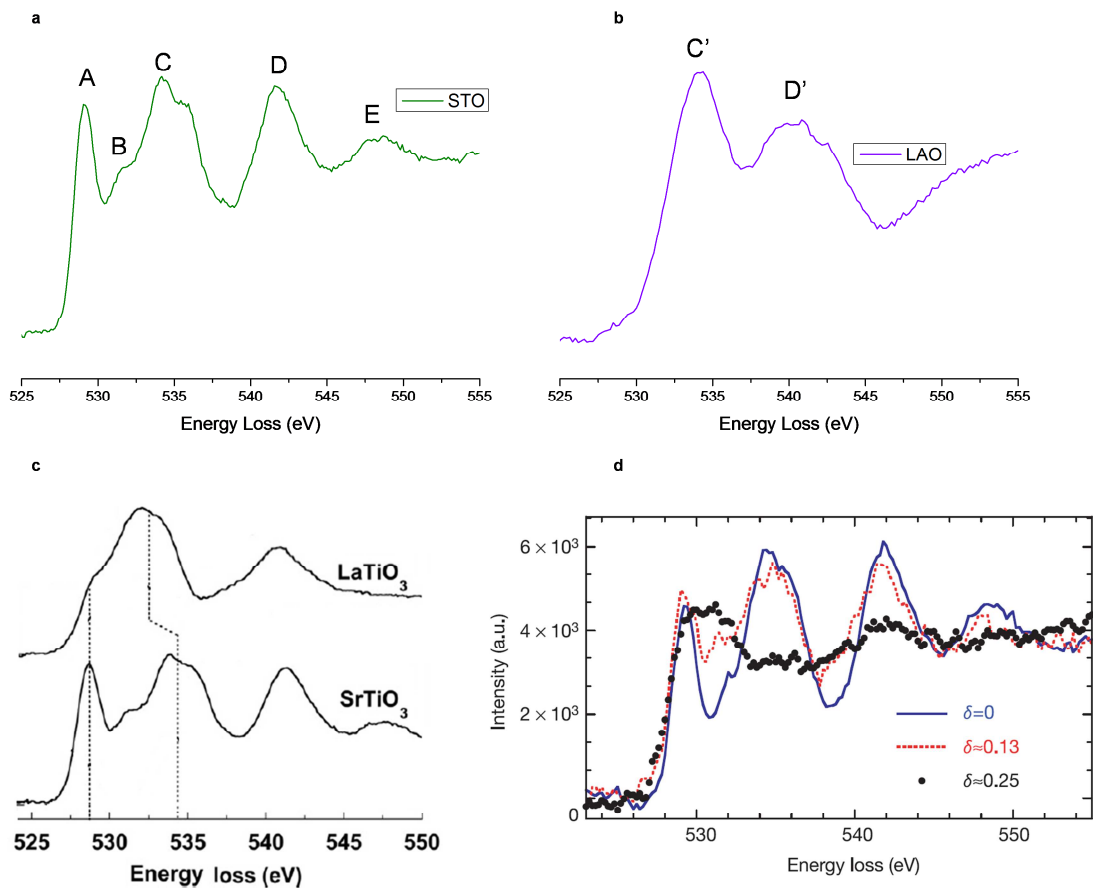 a
A
B
C
D
E
STO
525 530 535 540 545 550 555
Energy Loss (eV)
b
C’
D’
LAO
525 530 535 540 545 550 555
Energy Loss (eV)
c
LaTiO3
SrTiO3
525 530 535 540 545 550
Energy loss (eV)
d
6 × 10³
4 × 10³
2 × 10³
0
Intensity (a.u.)
δ=0
δ≈0.13
δ≈0.25
530 540 550
Energy loss (eV)